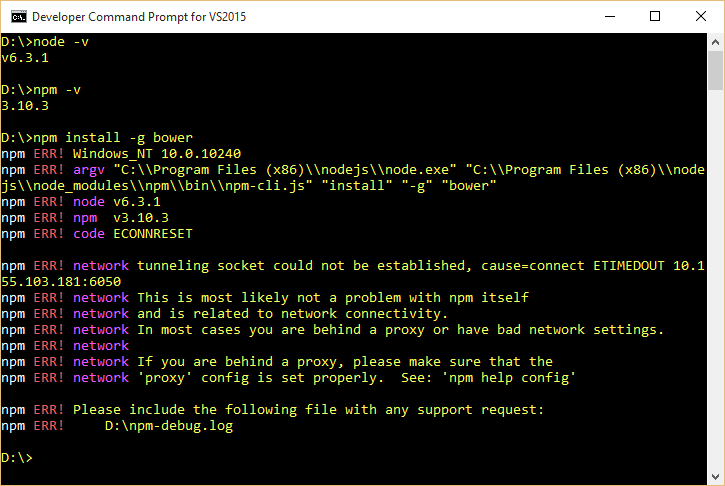 Developer Command Prompt for VS2015
D:\>node -v
v6.3.1
D:\>npm -v
3.10.3
D:\>npm install -g bower
npm ERR! Windows_NT 10.0.10240
npm ERR! argv "C:\\Program Files (x86)\\nodejs\\node.exe" "C:\\Program Files (x86)\\node
js\\node_modules\\npm\\bin\\npm-cli.js" "install" "-g" "bower"
npm ERR! node v6.3.1
npm ERR! npm  v3.10.3
npm ERR! code ECONNRESET
npm ERR! network tunneling socket could not be established, cause=connect ETIMEDOUT 10.1
55.103.181:6050
npm ERR! network This is most likely not a problem with npm itself
npm ERR! network and is related to network connectivity.
npm ERR! network In most cases you are behind a proxy or have bad network settings.
npm ERR! network
npm ERR! network If you are behind a proxy, please make sure that the
npm ERR! network 'proxy' config is set properly.  See: 'npm help config'
npm ERR! Please include the following file with any support request:
npm ERR!     D:\npm-debug.log
D:\>